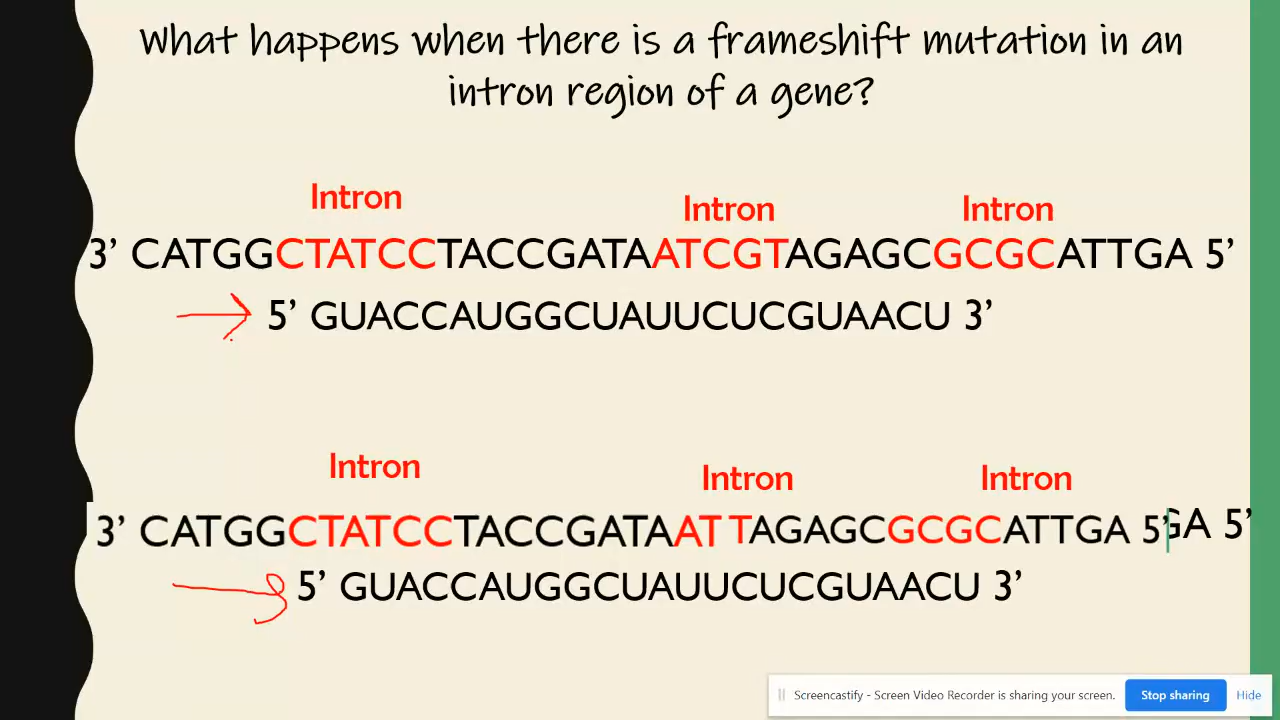 What happens when there is a frameshift mutation in an
intron region of a gene?
Intron
Intron
Intron
3’ CATGGCTATCCTACCGATAATCGTAGAGCGCGCATTGA 5’
5’ GUACCAUGGCUAUUCUCGUAACU 3’
Intron
Intron
Intron
3’ CATGGCTATCCTACCGATAAT TAGAGCGCGCATTGA 5’
GA 5’
5’ GUACCAUGGCUAUUCUCGUAACU 3’
Screencastify - Screen Video Recorder is sharing your screen.
Stop sharing
Hide